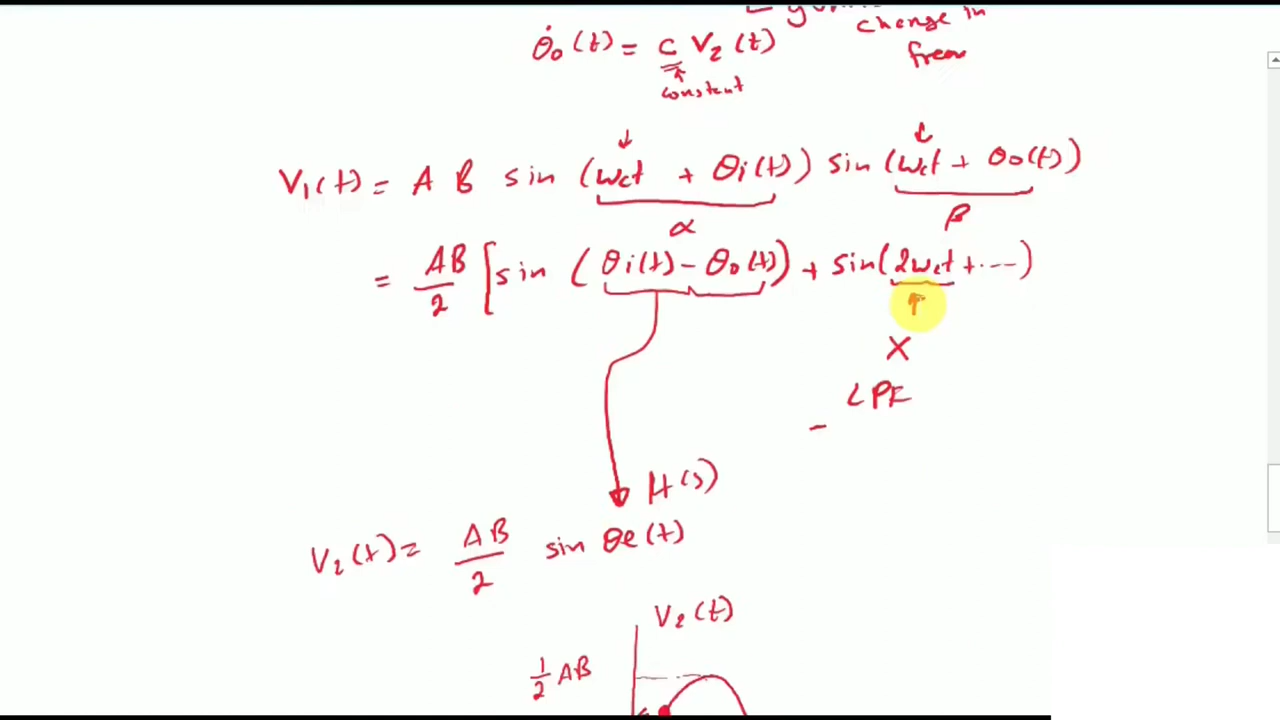 change in
θ̇o(t) = c V2(t)
freq
constant
V1(t) = A B sin (ωct + θi(t)) sin (ωct + θo(t))
α β
= AB/2 [sin (θi(t) - θo(t)) + sin(2ωct + ----)
X
LPF
H(s)
V2(t) = AB/2 sin θe(t)
V2(t)
1/2 AB